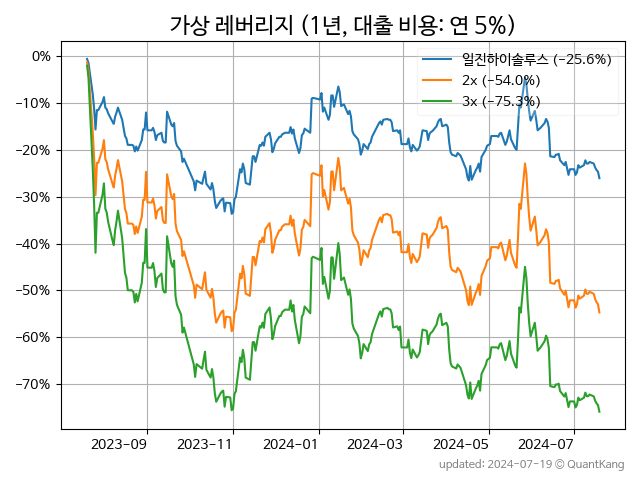 가상 레버리지 (1년, 대출 비용: 연 5%)
일진하이솔루스 (−25.6%)
2x (−54.0%)
3x (−75.3%)
0%
−10%
−20%
−30%
−40%
−50%
−60%
−70%
2023-09
2023-11
2024-01
2024-03
2024-05
2024-07
updated: 2024-07-19 © QuantKang